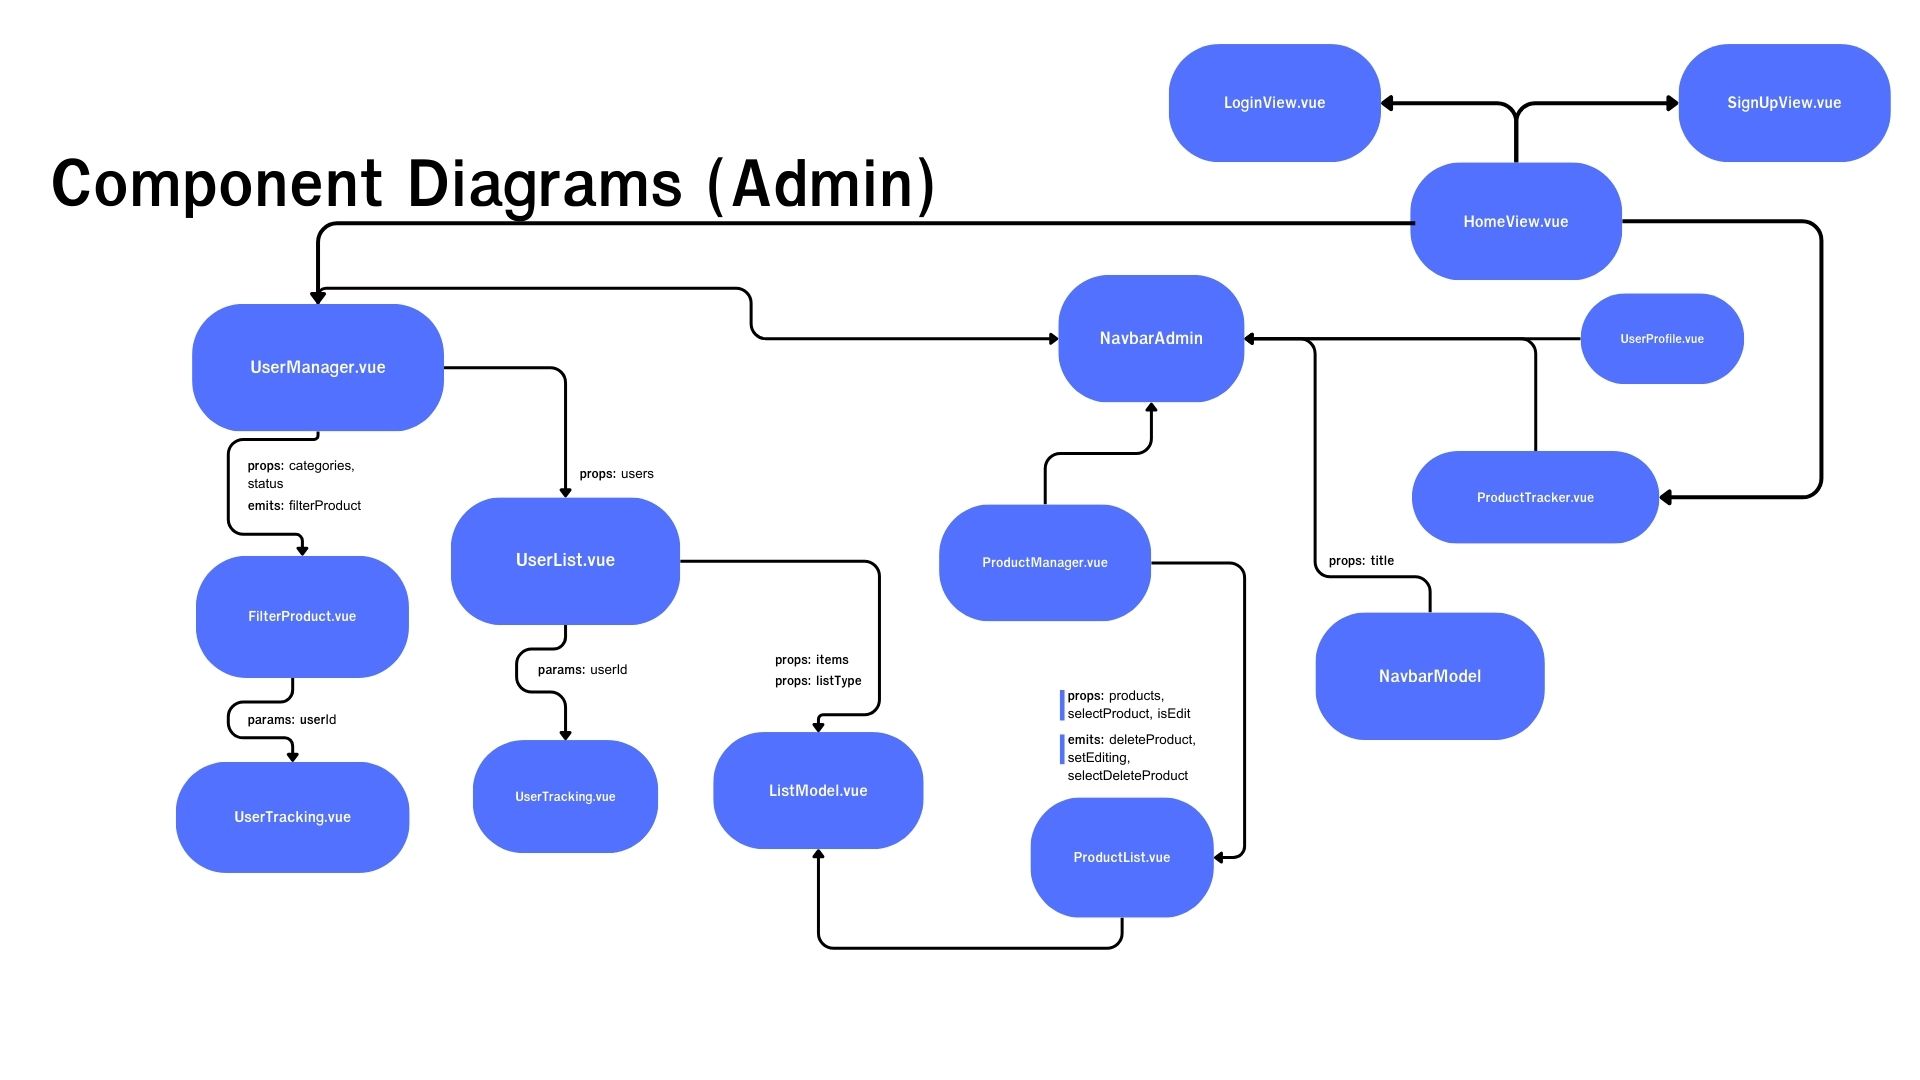 LoginView.vue
SignUpView.vue
Component Diagrams (Admin)
HomeView.vue
NavbarAdmin
UserProfile.vue
UserManager.vue
props: categories,
status
emits: filterProduct
props: users
ProductTracker.vue
UserList.vue
ProductManager.vue
props: title
FilterProduct.vue
params: userId
props: items
props: listType
NavbarModel
params: userId
props: products,
selectProduct, isEdit
emits: deleteProduct,
setEditing,
selectDeleteProduct
UserTracking.vue
UserTracking.vue
ListModel.vue
ProductList.vue